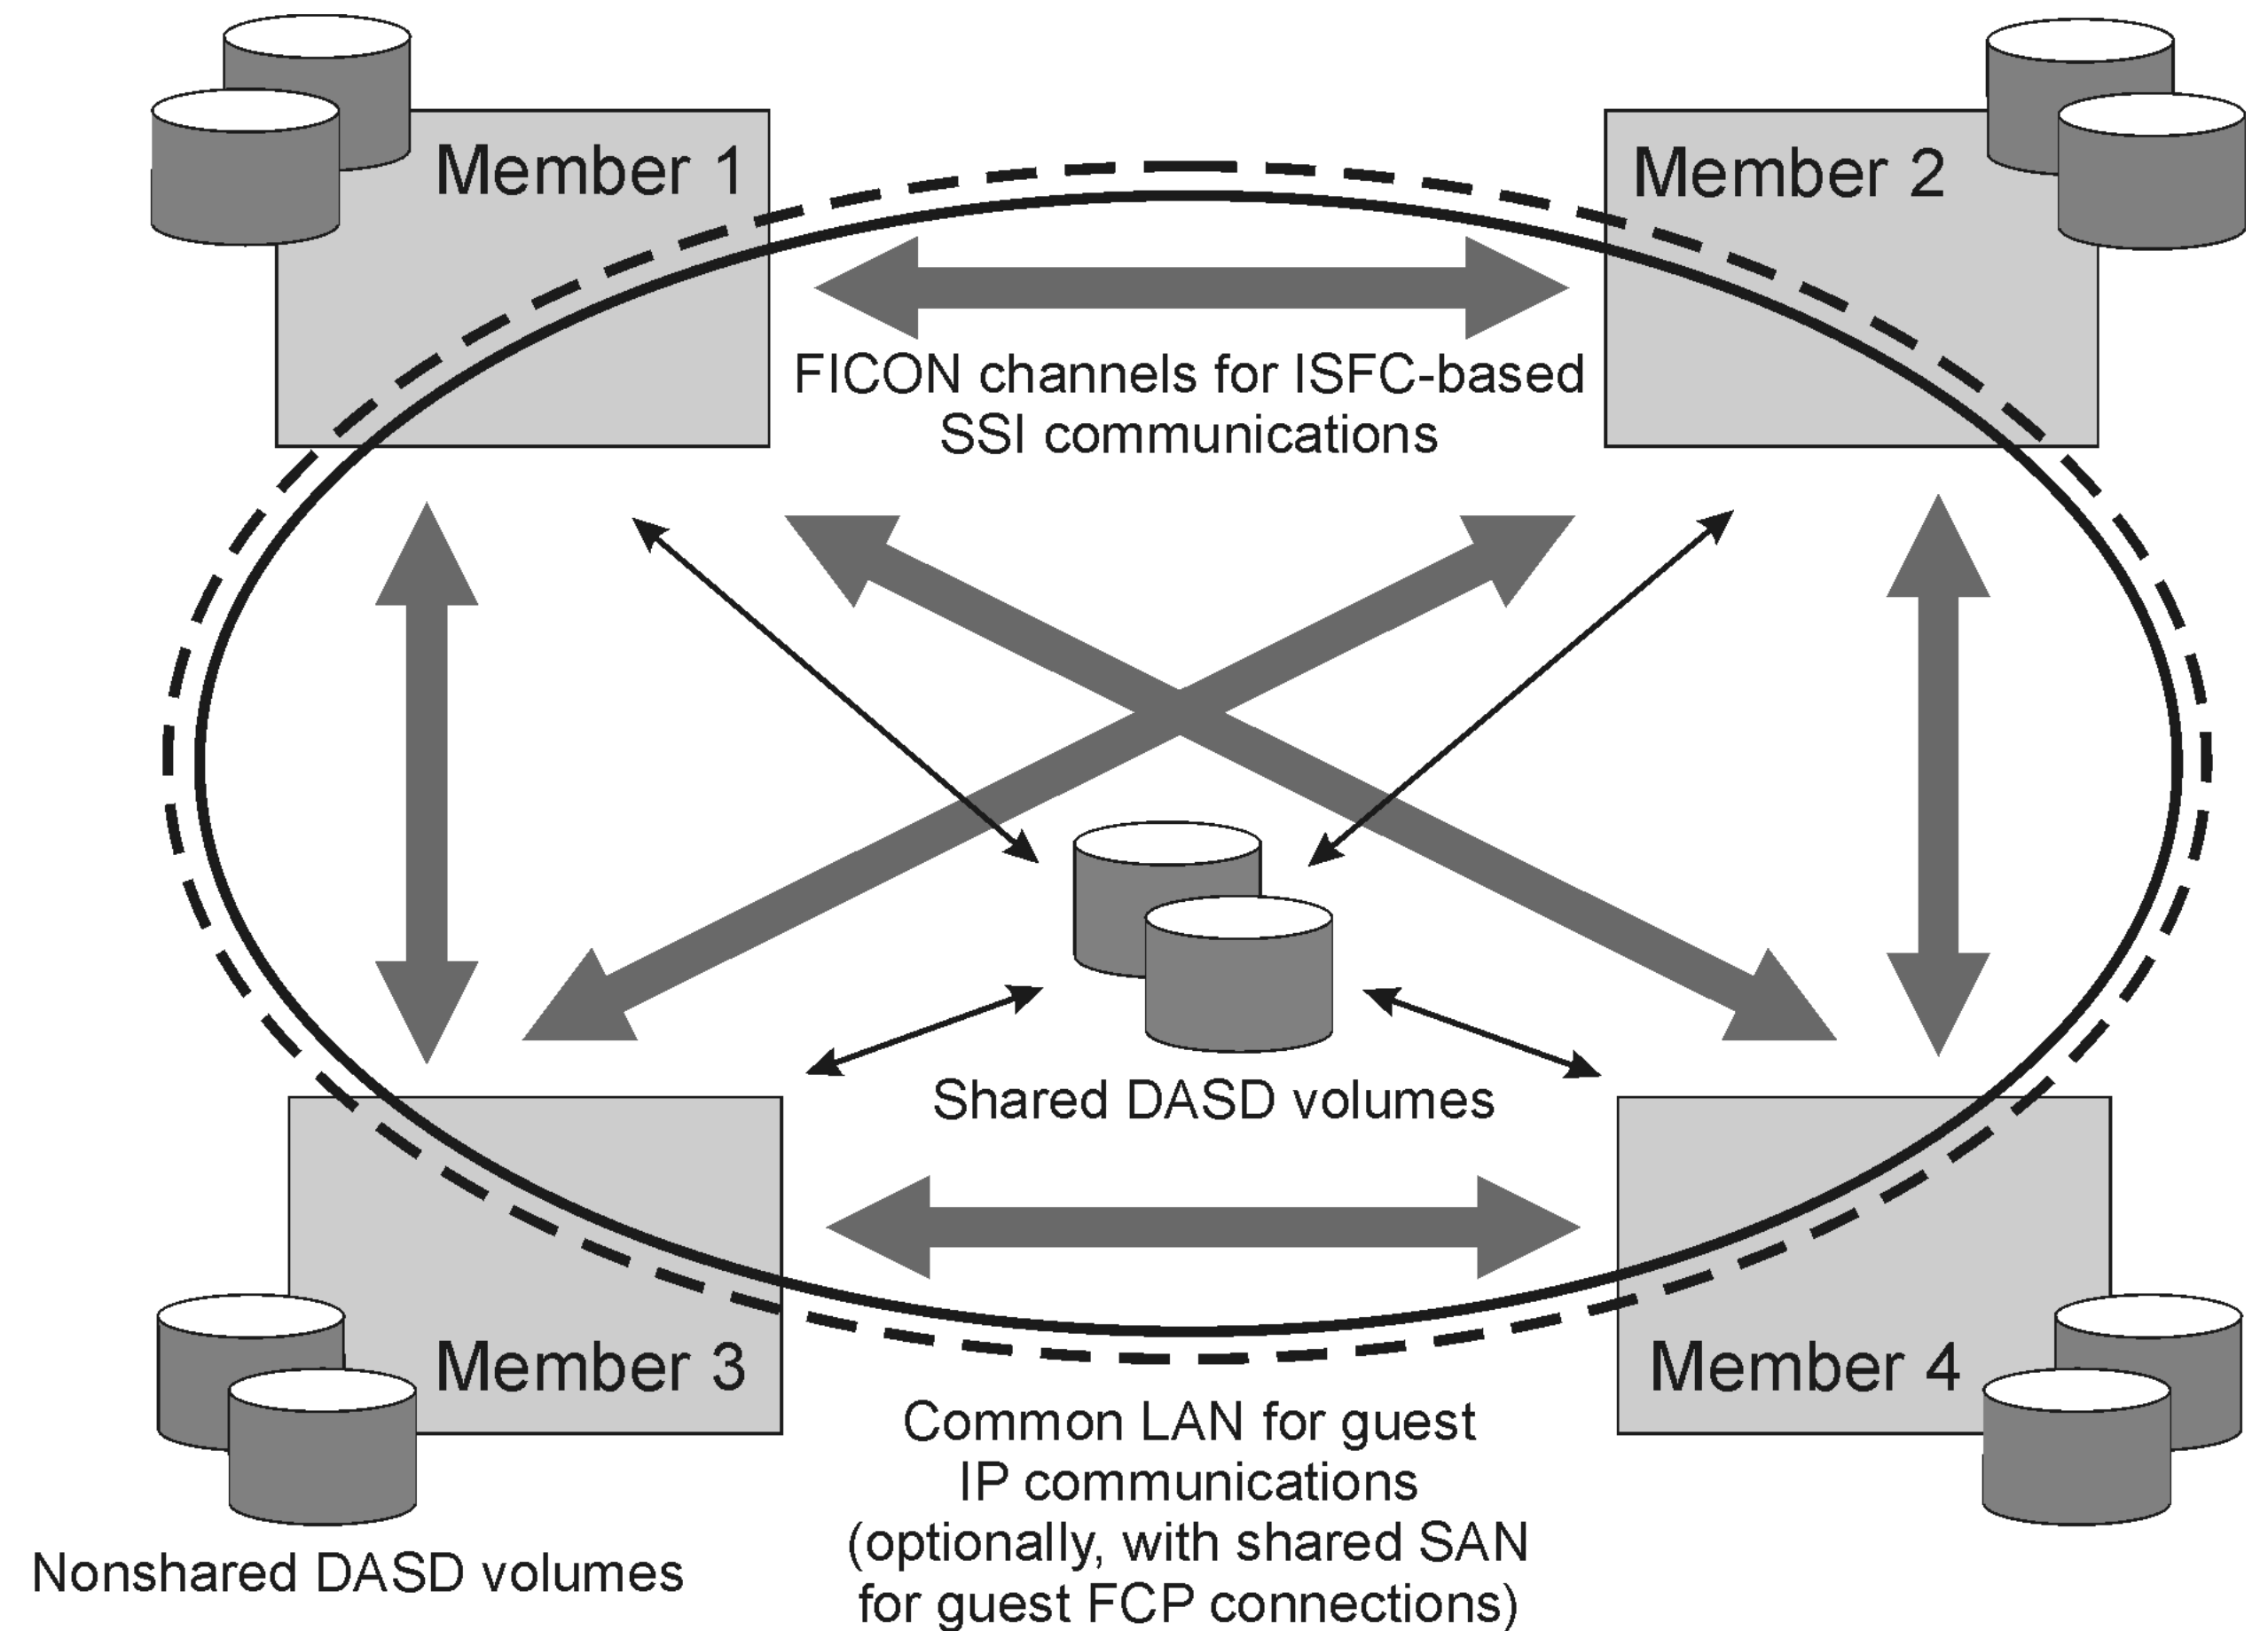 Member 1
Member 2
FICON channels for ISFC-based
SSI communications
Shared DASD volumes
Member 3
Member 4
Common LAN for guest
IP communications
(optionally, with shared SAN
for guest FCP connections)
Nonshared DASD volumes